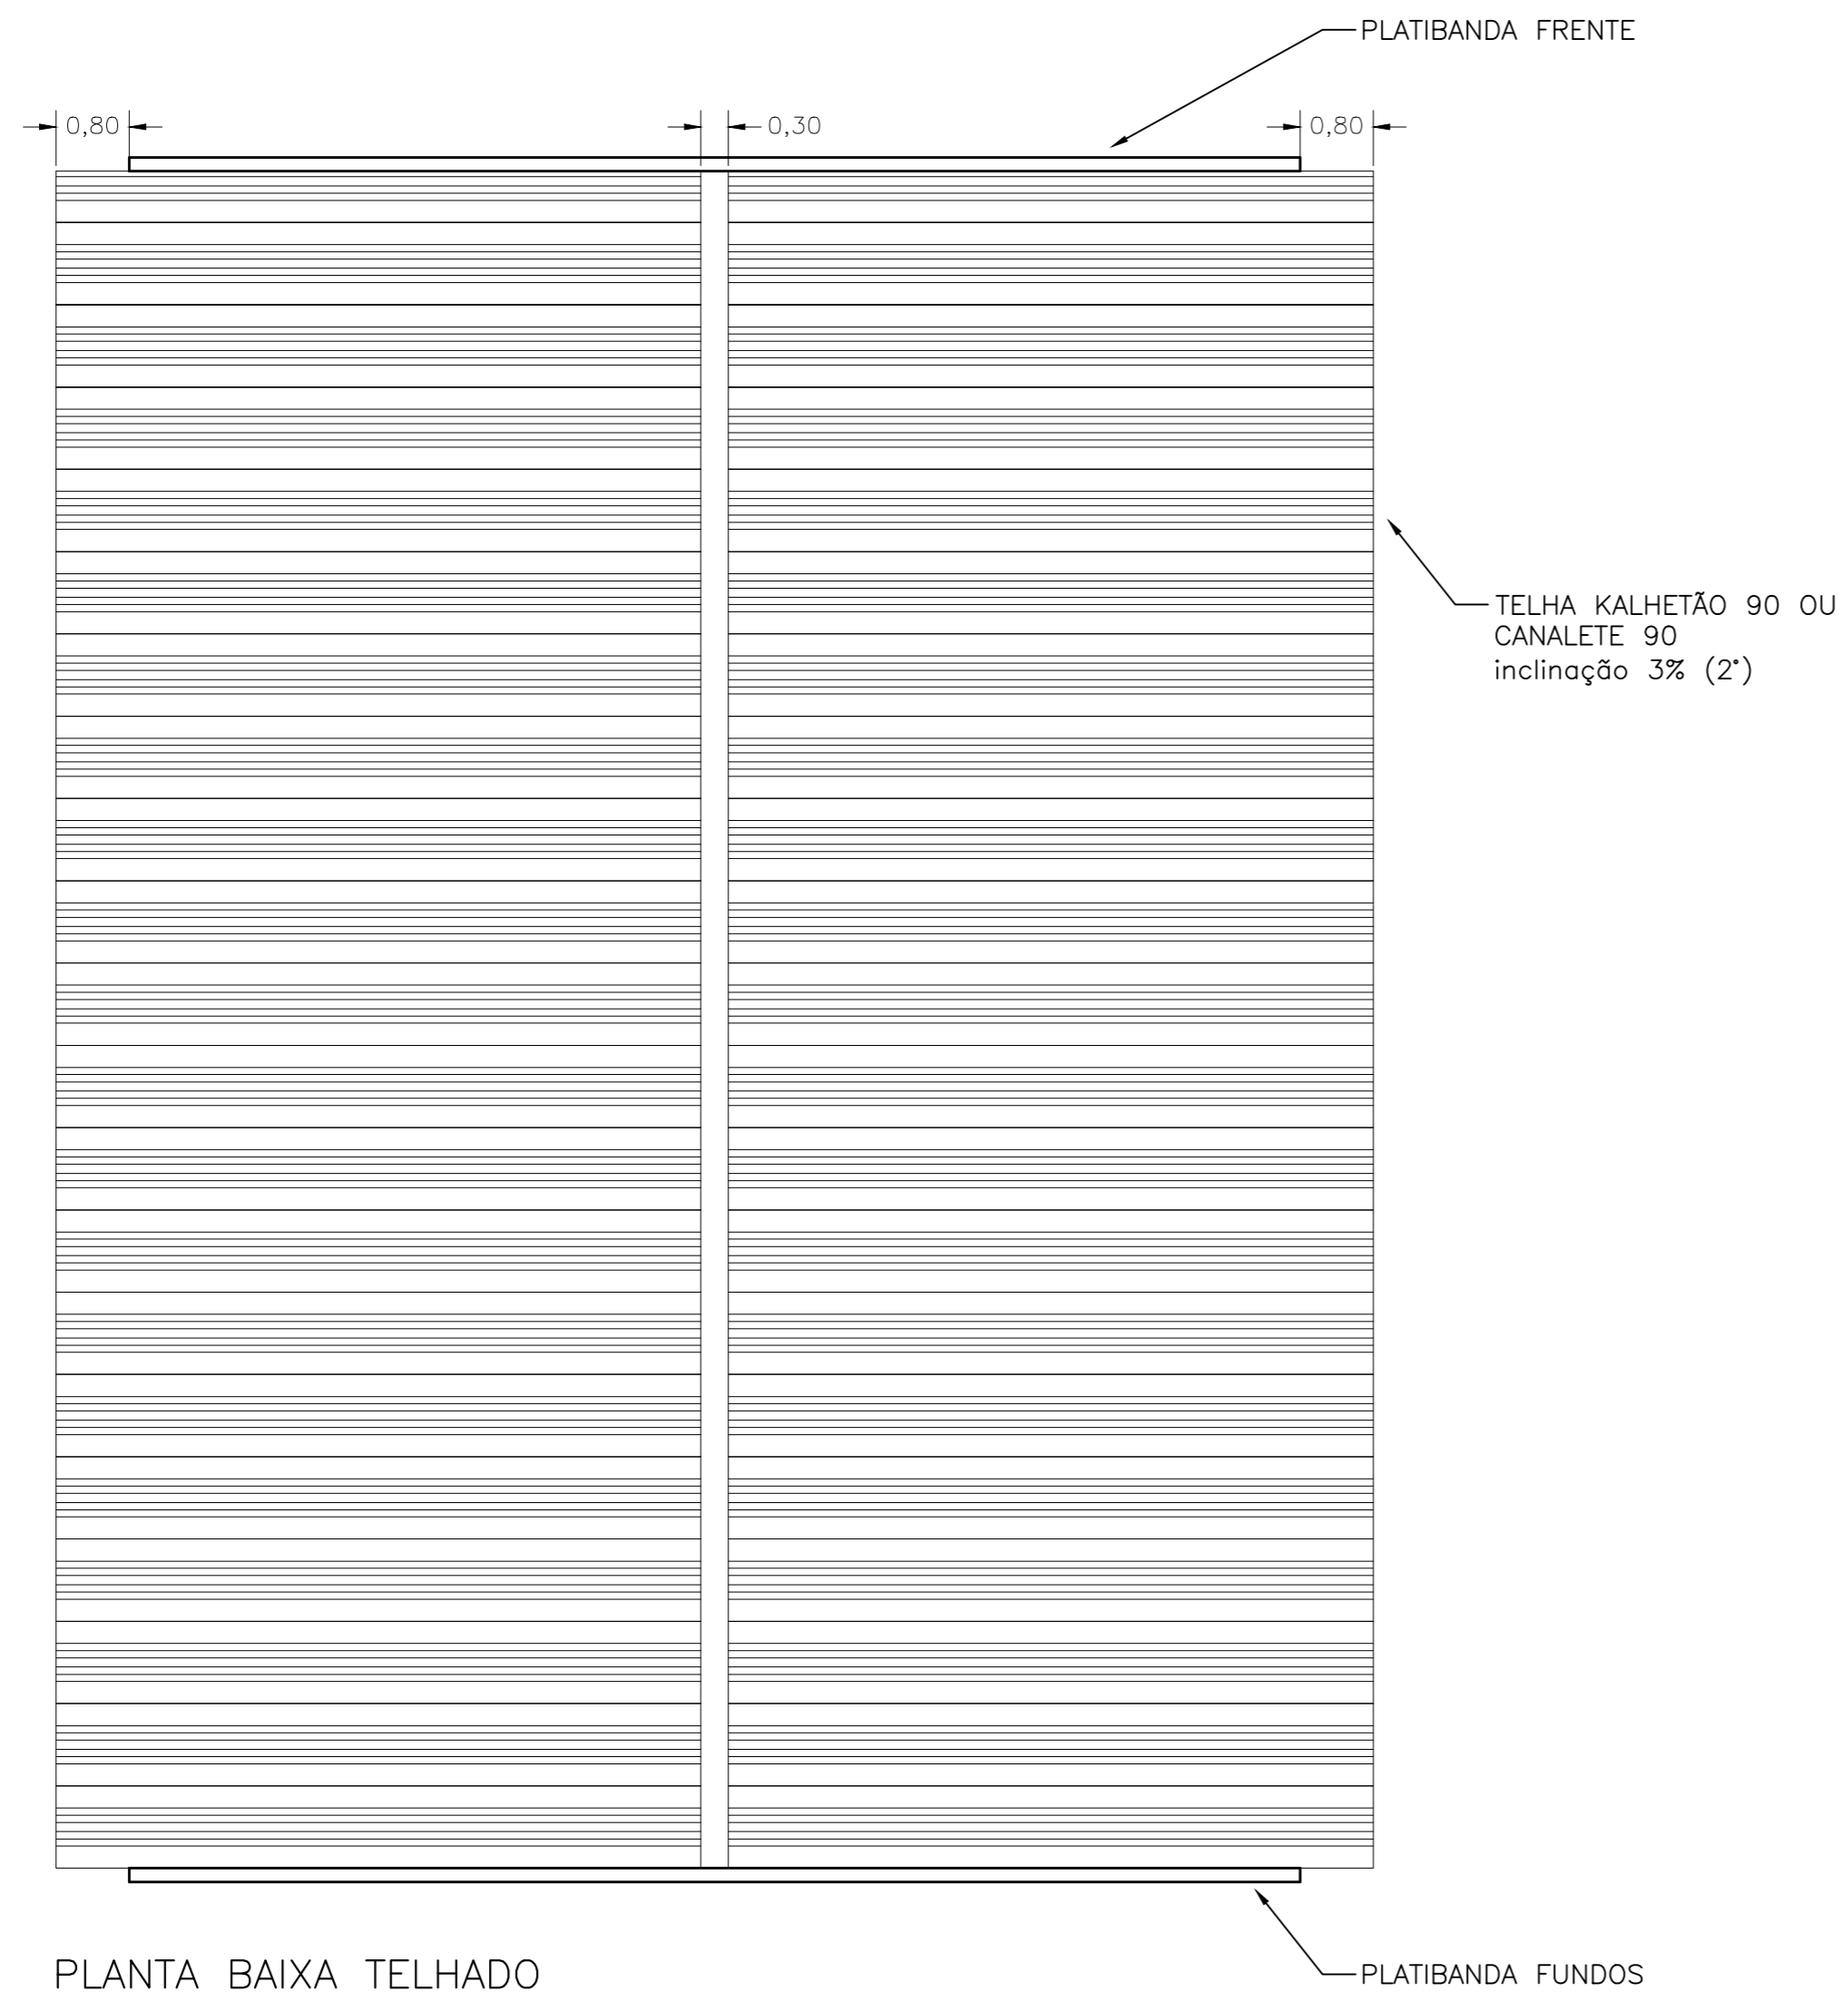 PLATIBANDA FRENTE
0,80
0,30
0,80
TELHA KALHETÃO 90 OU
CANALETE 90
inclinação 3% (2°)
PLANTA BAIXA TELHADO
PLATIBANDA FUNDOS